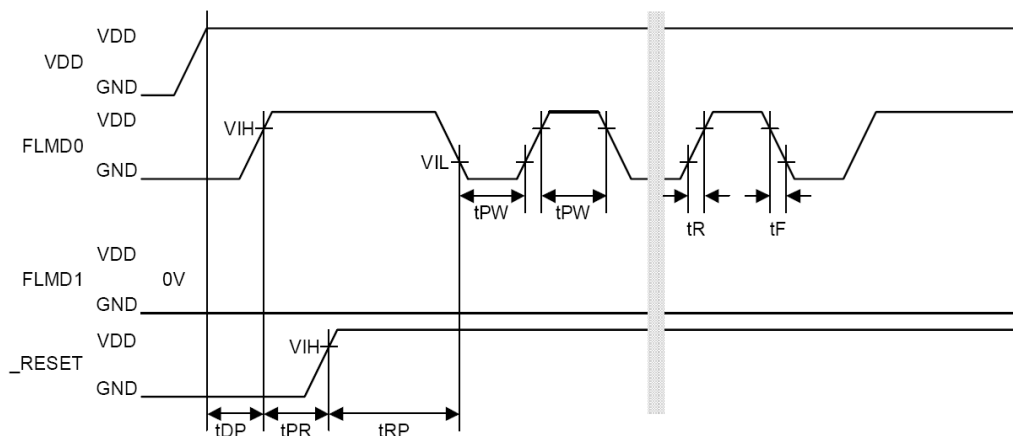 VDD
VDD
GND
VDD
FLMD0
VIH
GND
VIL
tPW
tPW
tR
tF
VDD
FLMD1
0V
GND
VDD
_RESET
VIH
GND
tDP
tPR
tRP